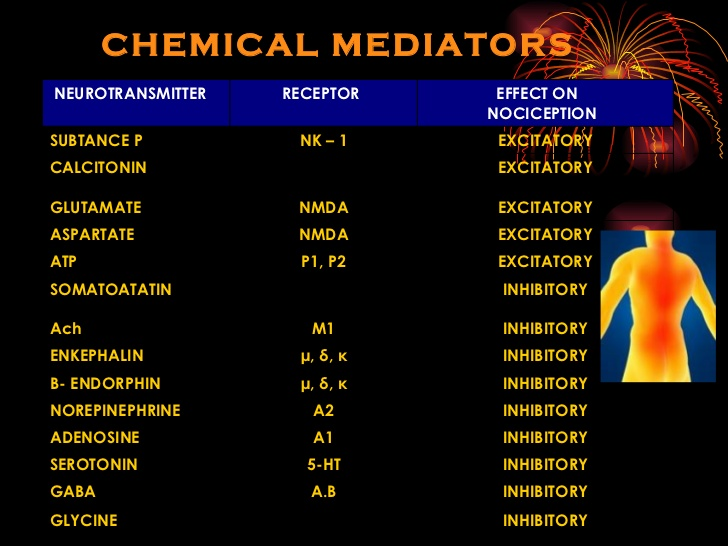 CHEMICAL MEDIATORS
NEUROTRANSMITTER RECEPTOR EFFECT ON NOCICEPTION
SUBTANCE P NK – 1 EXCITATORY
CALCITONIN EXCITATORY
GLUTAMATE NMDA EXCITATORY
ASPARTATE NMDA EXCITATORY
ATP P1, P2 EXCITATORY
SOMATOATATIN INHIBITORY
Ach M1 INHIBITORY
ENKEPHALIN μ, δ, κ INHIBITORY
B- ENDORPHIN μ, δ, κ INHIBITORY
NOREPINEPHRINE A2 INHIBITORY
ADENOSINE A1 INHIBITORY
SEROTONIN 5-HT INHIBITORY
GABA A.B INHIBITORY
GLYCINE INHIBITORY